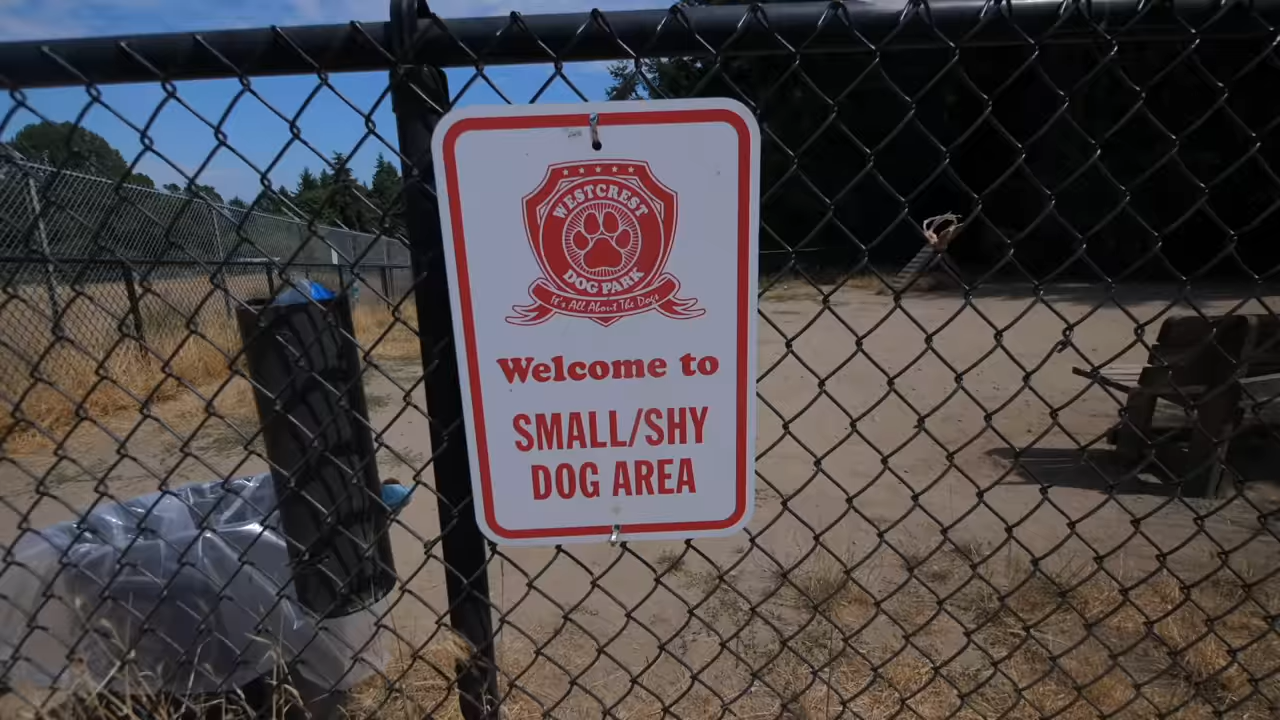 WESTCREST
DOG PARK
It's All About The Dogs
Welcome to
SMALL/SHY
DOG AREA